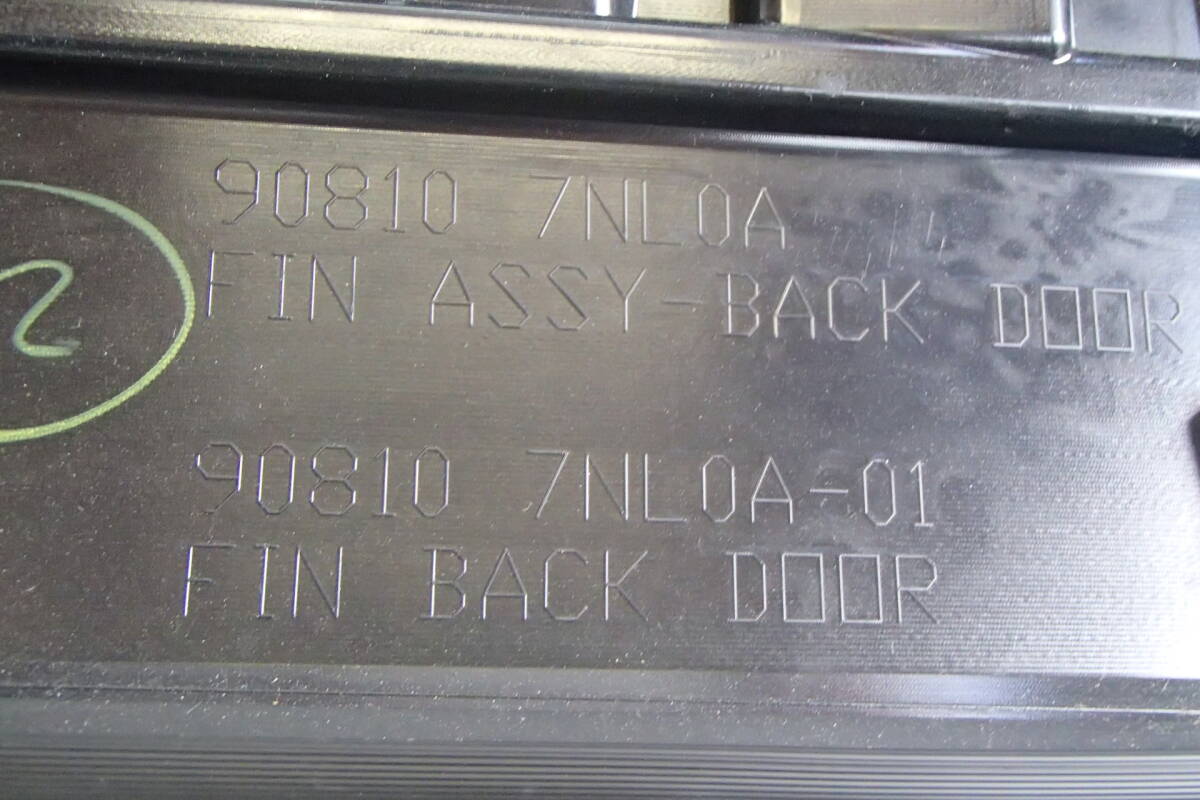 90810 7NL0A
FIN ASSY-BACK DOOR
90810 7NL0A-01
FIN BACK DOOR